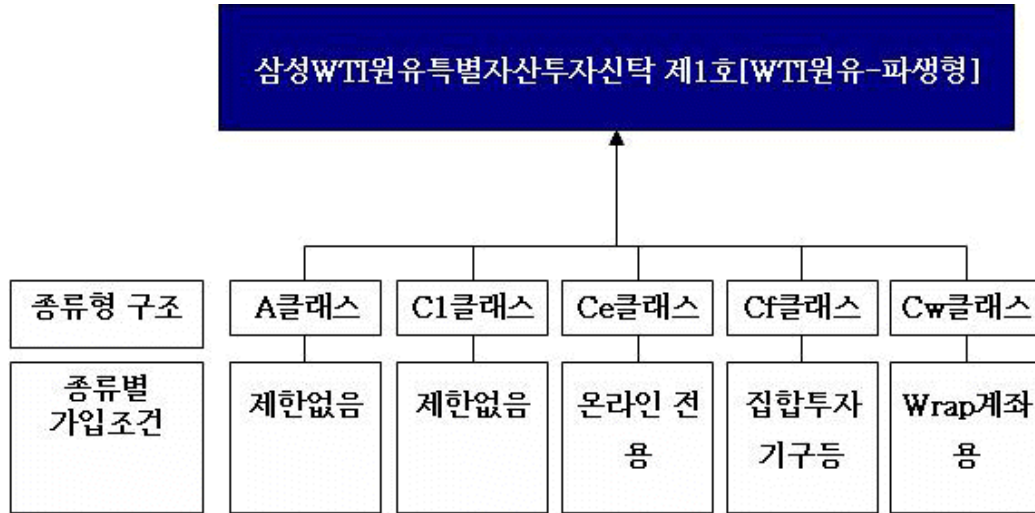 삼성WTI원유특별자산투자신탁 제1호[WTI원유-파생형]
종류형 구조
A클래스
C1클래스
Ce클래스
Cf클래스
Cw클래스
종류별
가입조건
제한없음
제한없음
온라인 전
용
집합투자
기구등
Wrap계좌
용